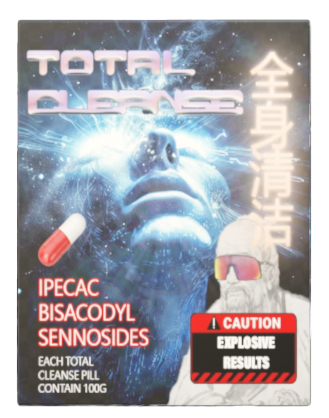 TOTAL
CLEANSE
全身清洁
IPECAC
BISACODYL
SENNOSIDES
EACH TOTAL
CLEANSE PILL
CONTAIN 100G
CAUTION
EXPLOSIVE
RESULTS